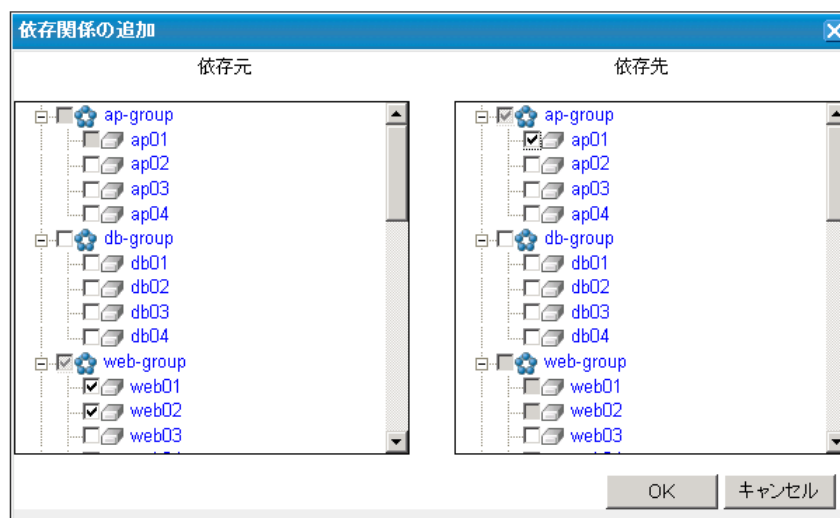 依存関係の追加
依存元
ap-group
ap01
ap02
ap03
ap04
db-group
db01
db02
db03
db04
web-group
web01
web02
web03
依存先
ap-group
ap01
ap02
ap03
ap04
db-group
db01
db02
db03
db04
web-group
web01
web02
web03
OK
キャンセル